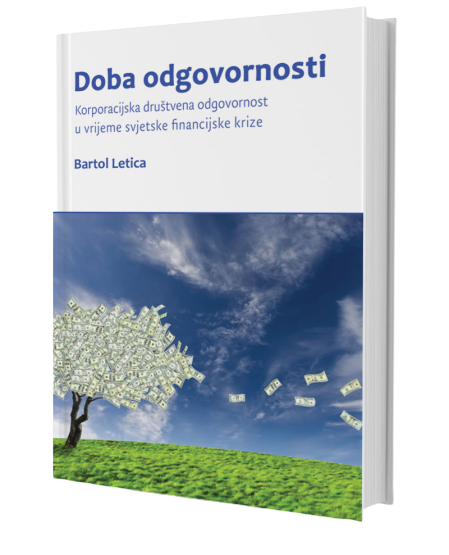 Doba odgovornosti
Korporacijska društvena odgovornost
u vrijeme svjetske financijske krize
Bartol Letica